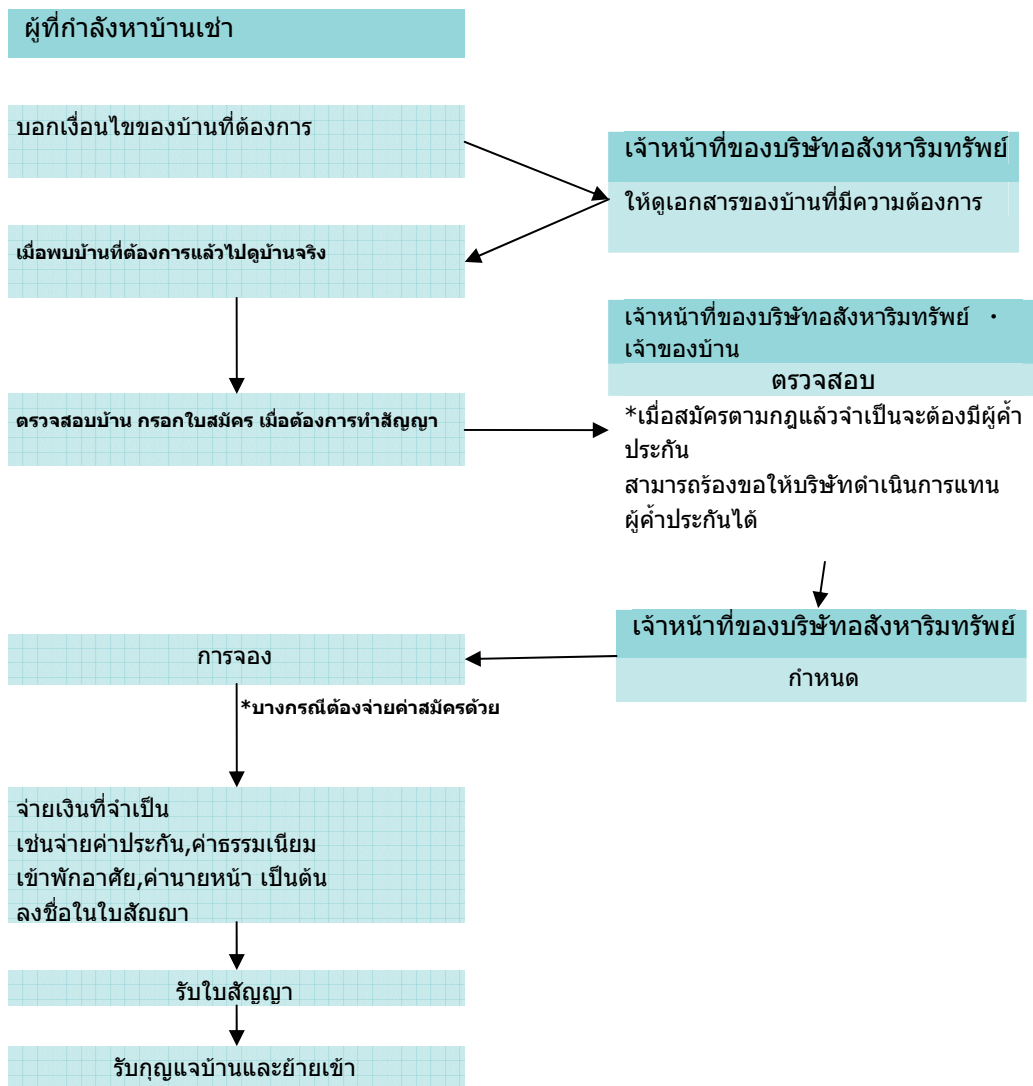 ผู้ที่กำลังหาบ้านเช่า
บอกเงื่อนไขของบ้านที่ต้องการ
เจ้าหน้าที่ของบริษัทอสังหาริมทรัพย์
ให้ดูเอกสารของบ้านที่มีความต้องการ
เมื่อพบบ้านที่ต้องการแล้วไปดูบ้านจริง
เจ้าหน้าที่ของบริษัทอสังหาริมทรัพย์ ・
เจ้าของบ้าน
ตรวจสอบ
*เมื่อสมัครตามกฎแล้วจำเป็นจะต้องมีผู้ค้ำ
ประกัน
สามารถร้องขอให้บริษัทดำเนินการแทน
ผู้ค้ำประกันได้
ตรวจสอบบ้าน กรอกใบสมัคร เมื่อต้องการทำสัญญา
เจ้าหน้าที่ของบริษัทอสังหาริมทรัพย์
กำหนด
การจอง
*บางกรณีต้องจ่ายค่าสมัครด้วย
จ่ายเงินที่จำเป็น
เช่นจ่ายค่าประกัน,ค่าธรรมเนียม
เข้าพักอาศัย,ค่านายหน้า เป็นต้น
ลงชื่อในใบสัญญา
รับใบสัญญา
รับกุญแจบ้านและย้ายเข้า